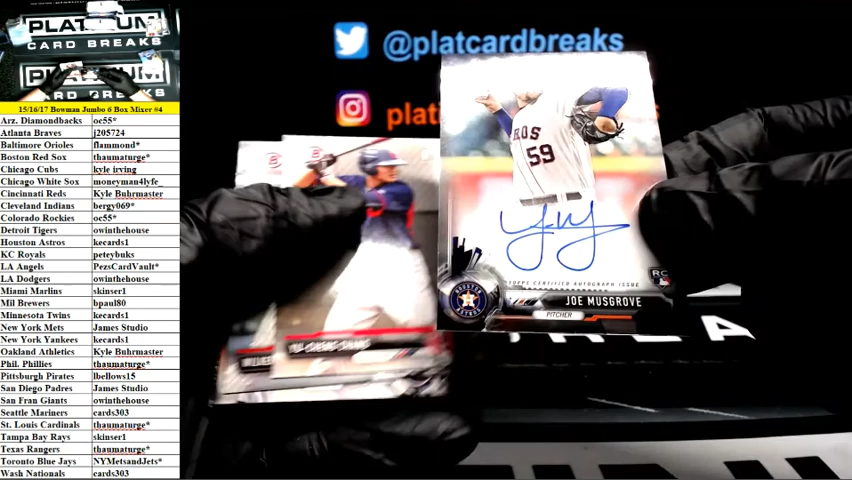 PLATINUM
CARD BREAKS
PLATINUM
CARD BREAKS
15/16/17 Bowman Jumbo 6 Box Mixer #4
Arz. Diamondbacks oc55*
Atlanta Braves j205724
Baltimore Orioles flammond*
Boston Red Sox thaumaturge*
Chicago Cubs kyle irving
Chicago White Sox moneyman4lyfe_
Cincinnati Reds Kyle Buhrmaster
Cleveland Indians bergy069*
Colorado Rockies oc55*
Detroit Tigers owinthehouse
Houston Astros kecards1
KC Royals peteybuks
LA Angels PezsCardVault*
LA Dodgers owinthehouse
Miami Marlins skinser1
Mil Brewers bpaul80
Minnesota Twins kecards1
New York Mets James Studio
New York Yankees kecards1
Oakland Athletics Kyle Buhrmaster
Phil. Phillies thaumaturge*
Pittsburgh Pirates lbellows15
San Diego Padres James Studio
San Fran Giants owinthehouse
Seattle Mariners cards303
St. Louis Cardinals thaumaturge*
Tampa Bay Rays skinser1
Texas Rangers thaumaturge*
Toronto Blue Jays NYMetsandJets*
Wash Nationals cards303
@platcardbreaks
plati
ROS
59
TOPPS CERTIFIED AUTOGRAPH ISSUE
RC
JOE MUSGROVE
PITCHER